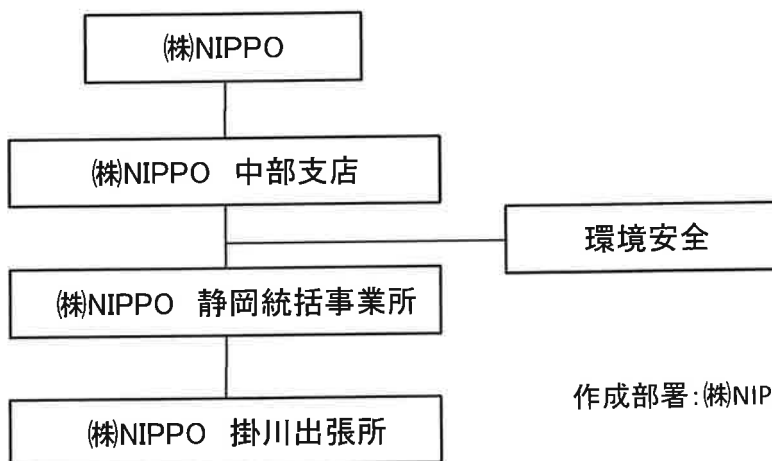 ㈱NIPPO
㈱NIPPO 中部支店
環境安全
㈱NIPPO 静岡統括事業所
作成部署:㈱NIP
㈱NIPPO 掛川出張所